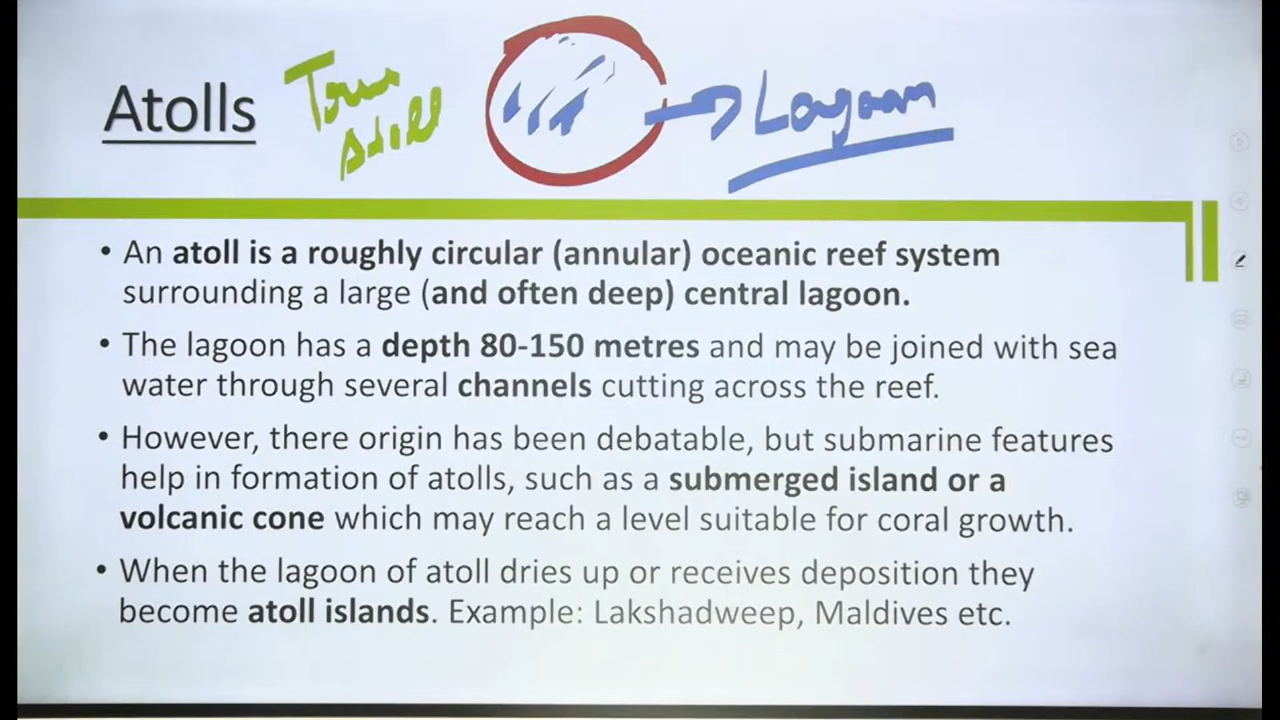 Atolls
True
Atoll
Lagoon
• An atoll is a roughly circular (annular) oceanic reef system
surrounding a large (and often deep) central lagoon.
• The lagoon has a depth 80-150 metres and may be joined with sea
water through several channels cutting across the reef.
• However, there origin has been debatable, but submarine features
help in formation of atolls, such as a submerged island or a
volcanic cone which may reach a level suitable for coral growth.
• When the lagoon of atoll dries up or receives deposition they
become atoll islands. Example: Lakshadweep, Maldives etc.